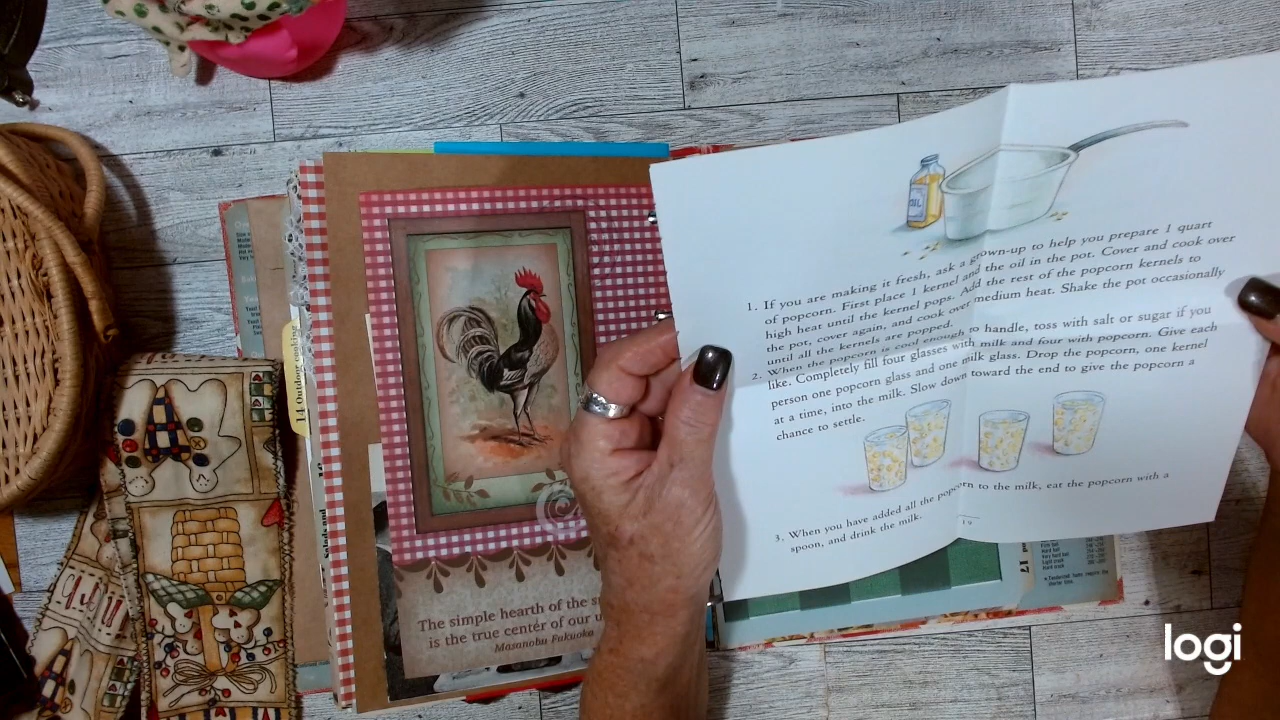 14 Outdoor cooking
Salads and
The simple hearth of the s
is the true center of our u
Masanobu Fukuoka
OIL
1. If you are making it fresh, ask a grown-up to help you prepare 1 quart
of popcorn. First place 1 kernel and the oil in the pot. Cover and cook over
high heat until the kernel pops. Add the rest of the popcorn kernels to
the pot, cover again, and cook over medium heat. Shake the pot occasionally
until all the kernels are popped.
2. When the popcorn is cool enough to handle, toss with salt or sugar if you
like. Completely fill four glasses with milk and four with popcorn. Give each
person one popcorn glass and one milk glass. Drop the popcorn, one kernel
at a time, into the milk. Slow down toward the end to give the popcorn a
chance to settle.
3. When you have added all the popcorn to the milk, eat the popcorn with a
spoon, and drink the milk.
19
17
logi